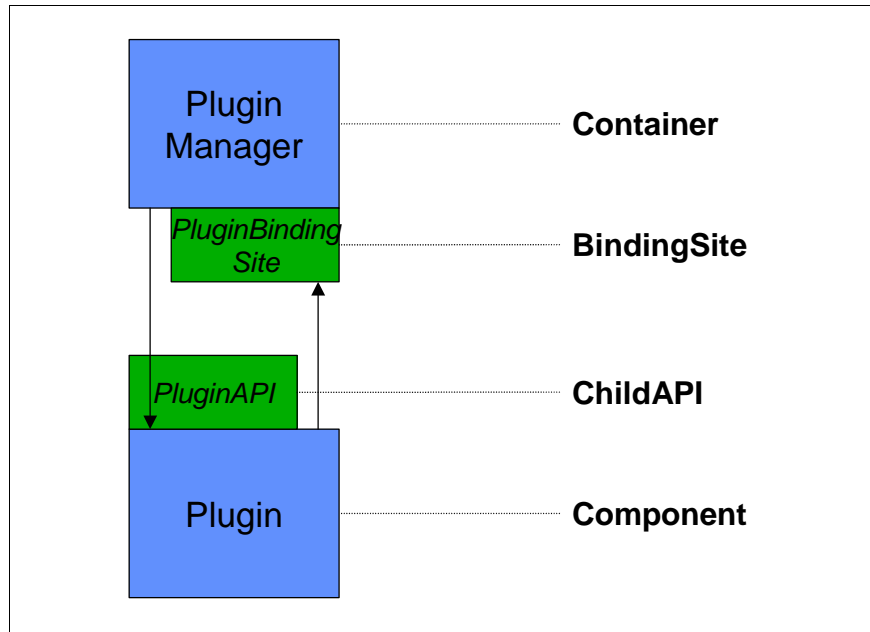 Plugin
Manager
Container
PluginBinding
Site
BindingSite
PluginAPI
ChildAPI
Plugin
Component